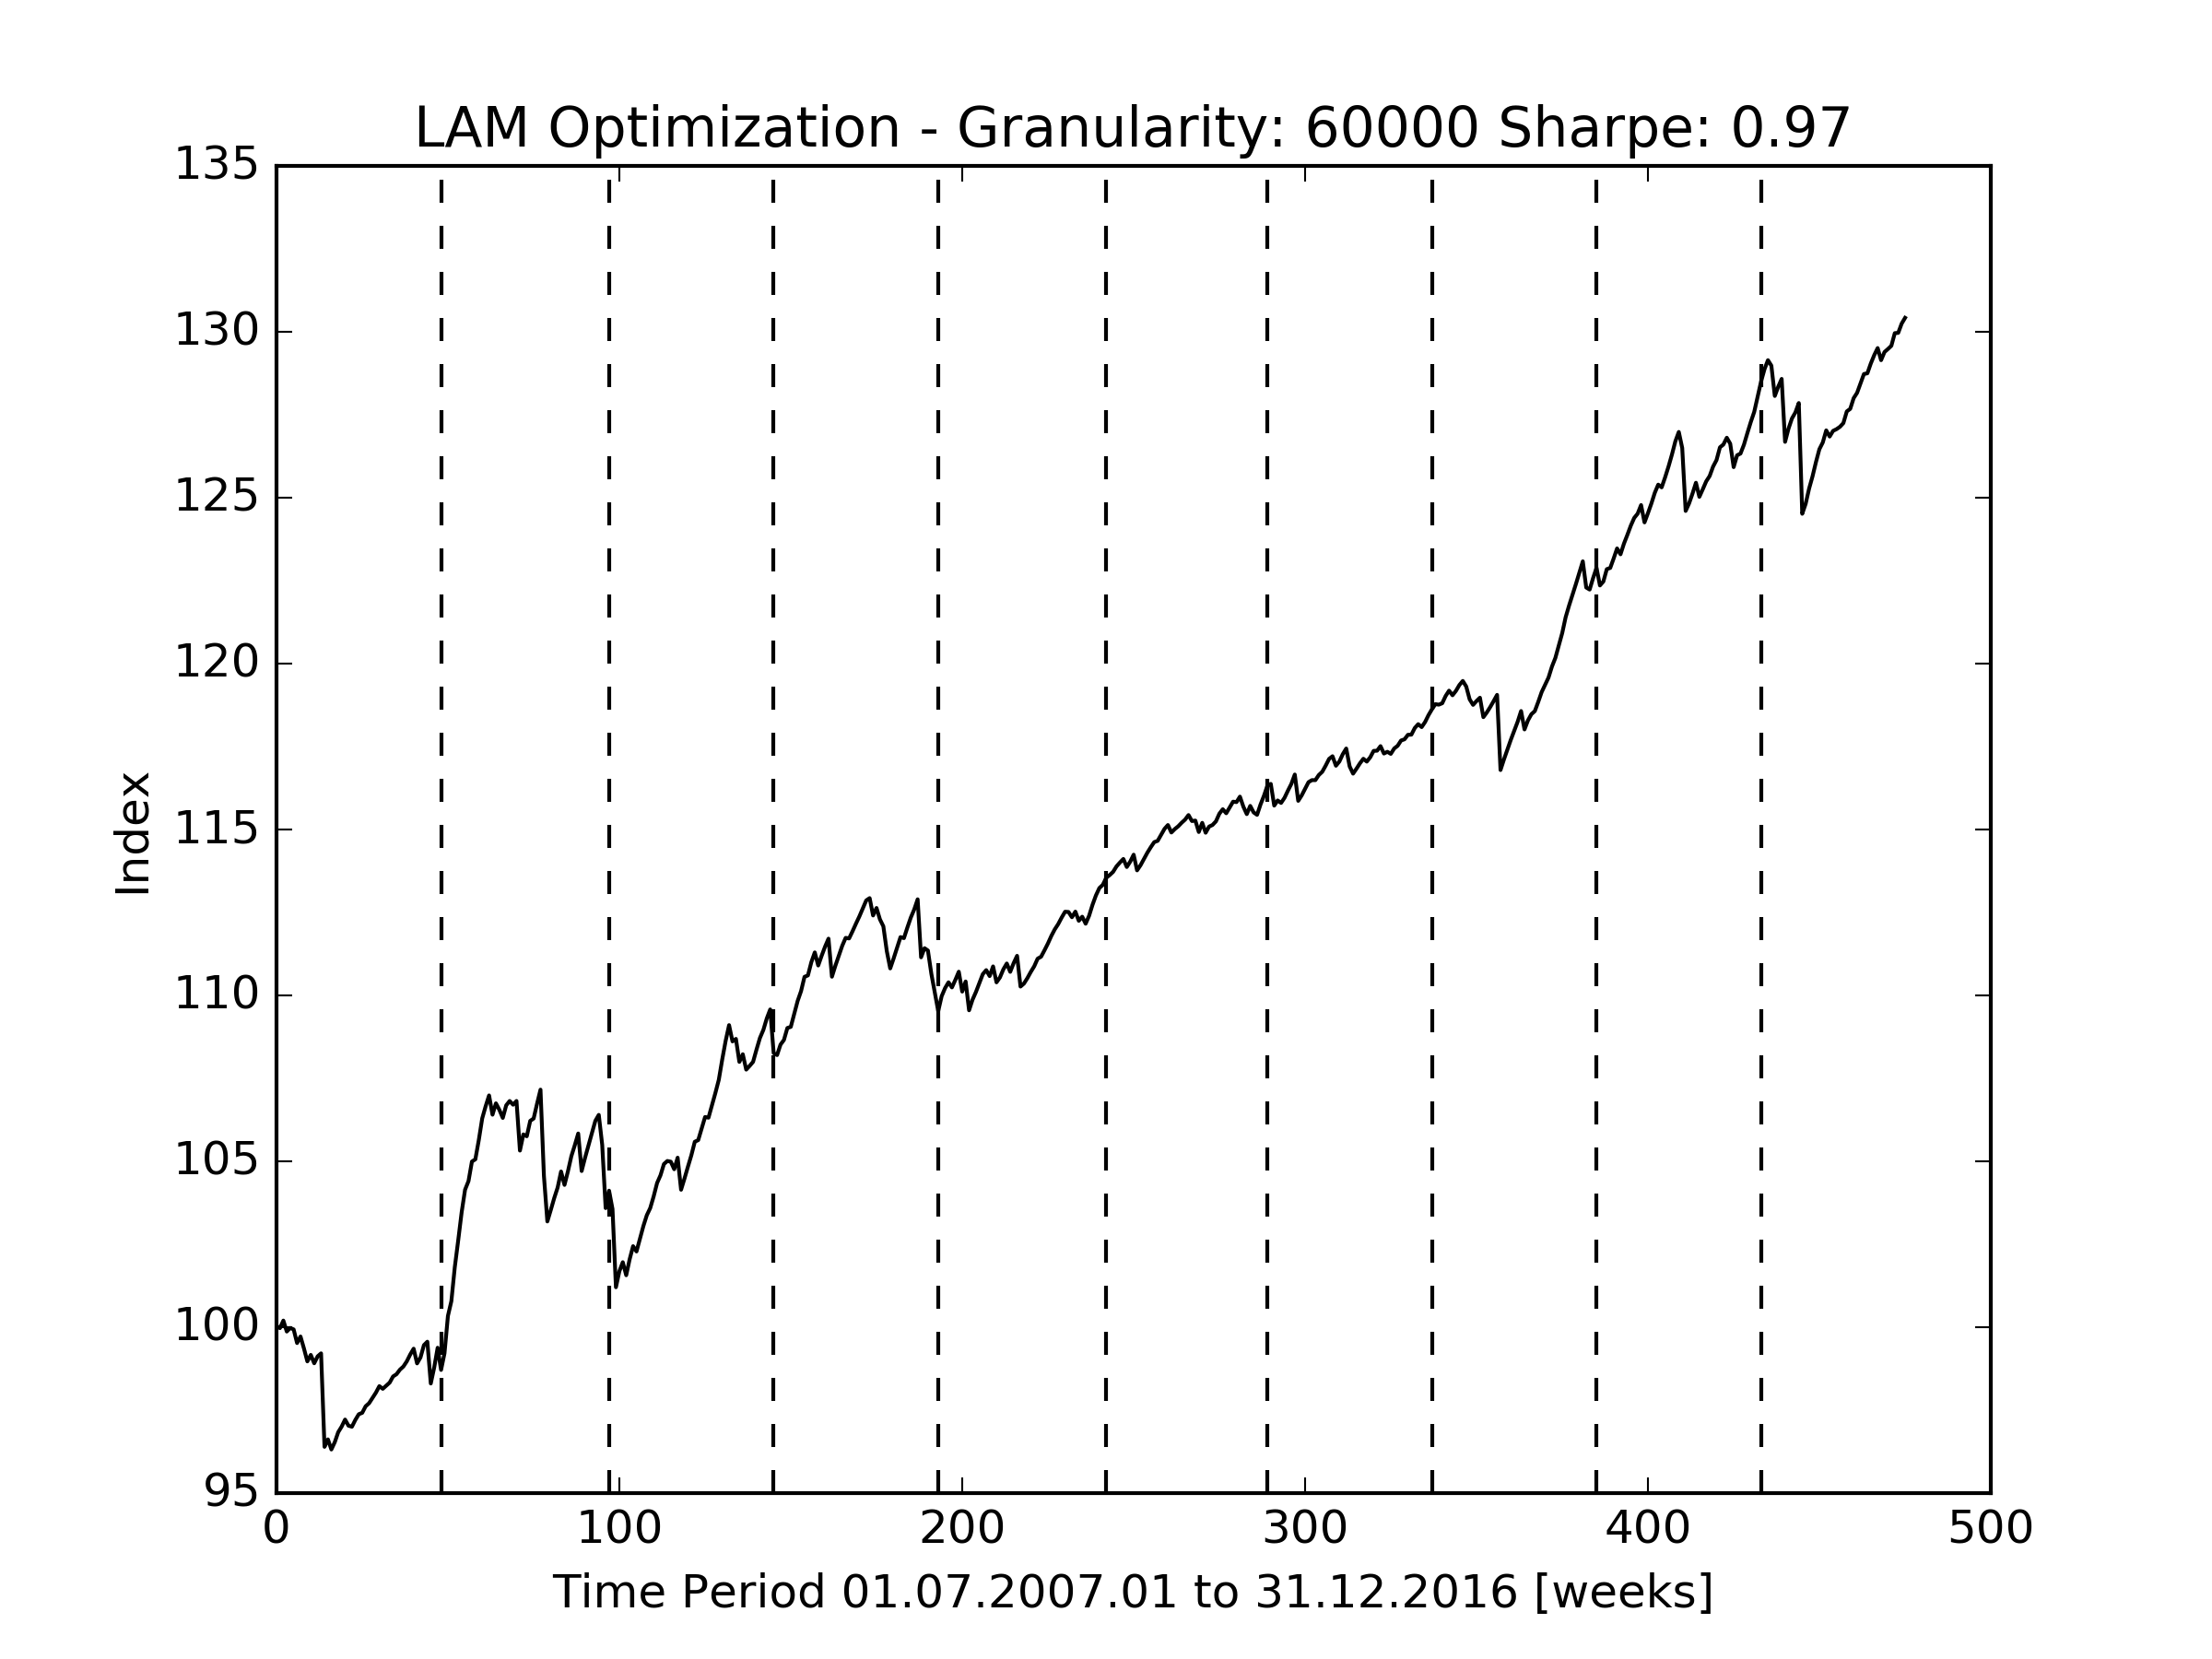 LAM Optimization - Granularity: 60000 Sharpe: 0.97
135
130
125
120
115
110
105
100
95
Index
0 100 200 300 400 500
Time Period 01.07.2007.01 to 31.12.2016 [weeks]